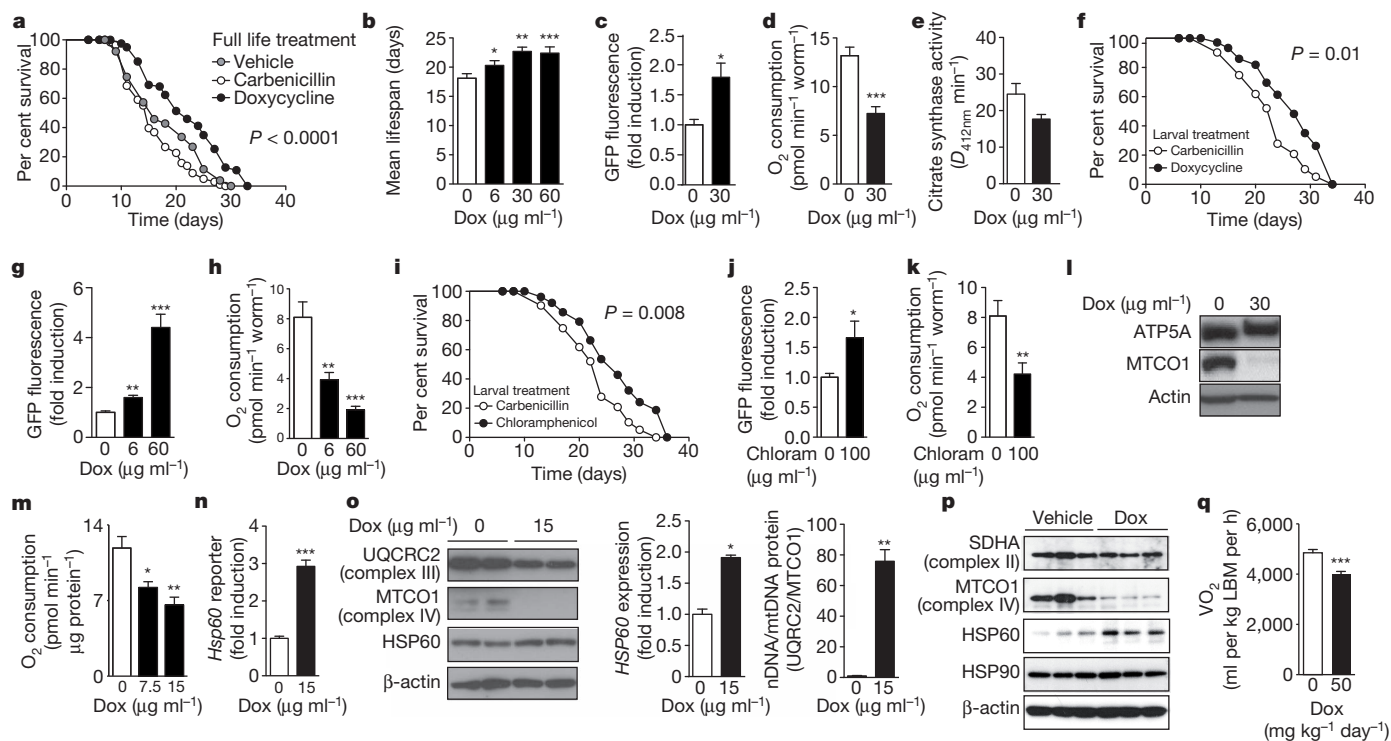 a
Per cent survival
100
80
60
40
20
0
0 10 20 30 40
Time (days)
Full life treatment
Vehicle
Carbenicillin
Doxycycline
P < 0.0001
b
Mean lifespan (days)
25
20
15
10
5
0
* ** ***
0 6 30 60
Dox (μg ml⁻¹)
c
GFP fluorescence
(fold induction)
2.5
2.0
1.5
1.0
0.5
0.0
*
0 30
Dox (μg ml⁻¹)
d
O₂ consumption
(pmol min⁻¹ worm⁻¹)
15
10
5
0
***
0 30
Dox (μg ml⁻¹)
e
Citrate synthase activity
(D₄₁₂ₙₘ min⁻¹)
40
30
20
10
0
0 30
Dox (μg ml⁻¹)
f
Per cent survival
100
80
60
40
20
0
0 10 20 30 40
Time (days)
P = 0.01
Larval treatment
Carbenicillin
Doxycycline
g
GFP fluorescence
(fold induction)
6
4
2
0
** ***
0 6 60
Dox (μg ml⁻¹)
h
O₂ consumption
(pmol min⁻¹ worm⁻¹)
10
8
6
4
2
0
** ***
0 6 60
Dox (μg ml⁻¹)
i
Per cent survival
100
80
60
40
20
0
0 10 20 30 40
Time (days)
P = 0.008
Larval treatment
Carbenicillin
Chloramphenicol
j
GFP fluorescence
(fold induction)
2.5
2.0
1.5
1.0
0.5
0.0
*
Chloram 0 100
(μg ml⁻¹)
k
O₂ consumption
(pmol min⁻¹ worm⁻¹)
10
8
6
4
2
0
**
Chloram 0 100
(μg ml⁻¹)
l
Dox (μg ml⁻¹) 0 30
ATP5A
MTCO1
Actin
m
O₂ consumption
(pmol min⁻¹
μg protein⁻¹)
14
7
0
* **
0 7.5 15
Dox (μg ml⁻¹)
n
Hsp60 reporter
(fold induction)
4
3
2
1
0
***
0 15
Dox (μg ml⁻¹)
o
Dox (μg ml⁻¹) 0 15
UQCRC2
(complex III)
MTCO1
(complex IV)
HSP60
β-actin
HSP60 expression
(fold induction)
2.5
2.0
1.5
1.0
0.5
0.0
*
0 15
Dox (μg ml⁻¹)
nDNA/mtDNA protein
(UQRC2/MTCO1)
100
80
60
40
20
0
**
0 15
Dox (μg ml⁻¹)
p
Vehicle Dox
SDHA
(complex II)
MTCO1
(complex IV)
HSP60
HSP90
β-actin
q
VO₂
(ml per kg LBM per h)
6,000
4,000
2,000
0
***
0 50
Dox
(mg kg⁻¹ day⁻¹)